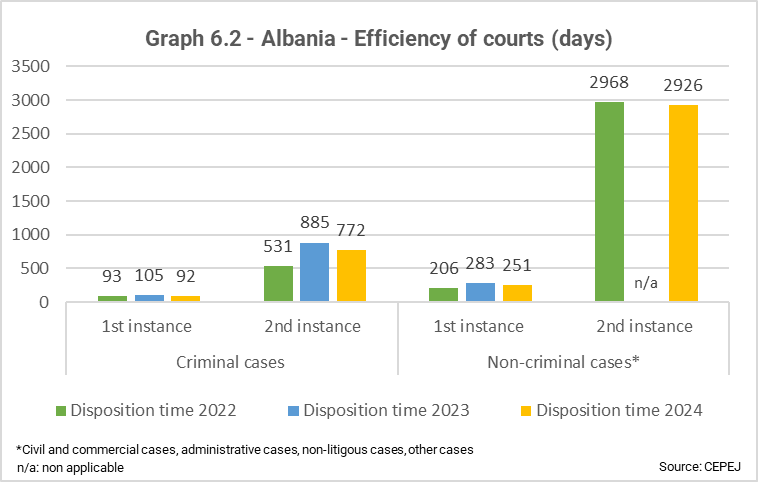 Graph 6.2 - Albania - Efficiency of courts (days)
3500
3000
2500
2000
1500
1000
500
0
93 105 92
531 885 772
206 283 251
2968 n/a 2926
1st instance 2nd instance 1st instance 2nd instance
Criminal cases Non-criminal cases*
Disposition time 2022 Disposition time 2023 Disposition time 2024
*Civil and commercial cases, administrative cases, non-litigous cases, other cases
n/a: non applicable
Source: CEPEJ